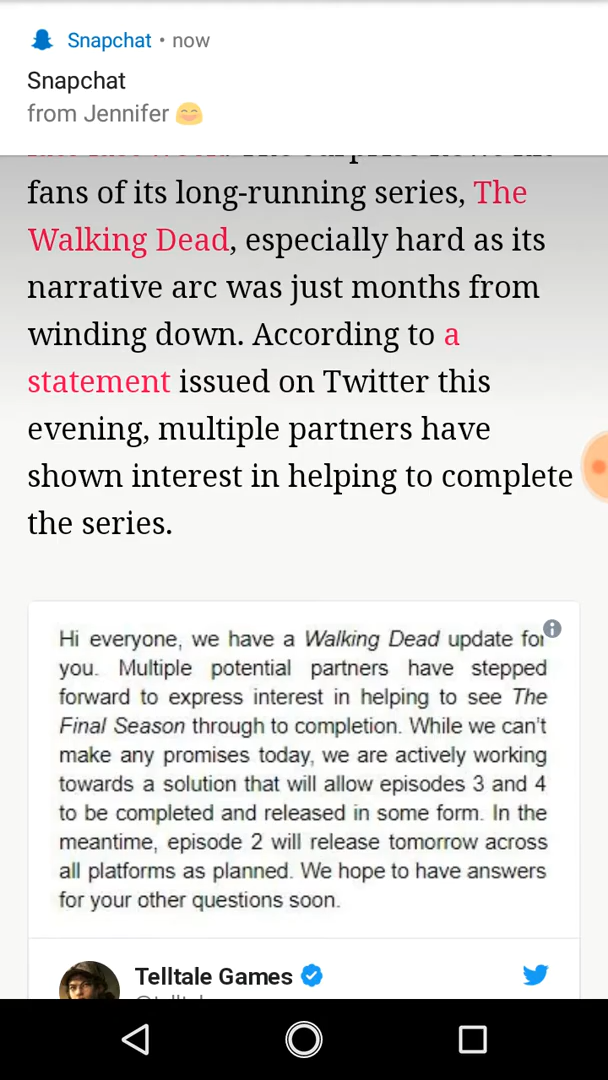 Snapchat • now
Snapchat
from Jennifer 😄
fans of its long-running series, The
Walking Dead, especially hard as its
narrative arc was just months from
winding down. According to a
statement issued on Twitter this
evening, multiple partners have
shown interest in helping to complete
the series.
Hi everyone, we have a Walking Dead update for
you. Multiple potential partners have stepped
forward to express interest in helping to see The
Final Season through to completion. While we can't
make any promises today, we are actively working
towards a solution that will allow episodes 3 and 4
to be completed and released in some form. In the
meantime, episode 2 will release tomorrow across
all platforms as planned. We hope to have answers
for your other questions soon.
Telltale Games